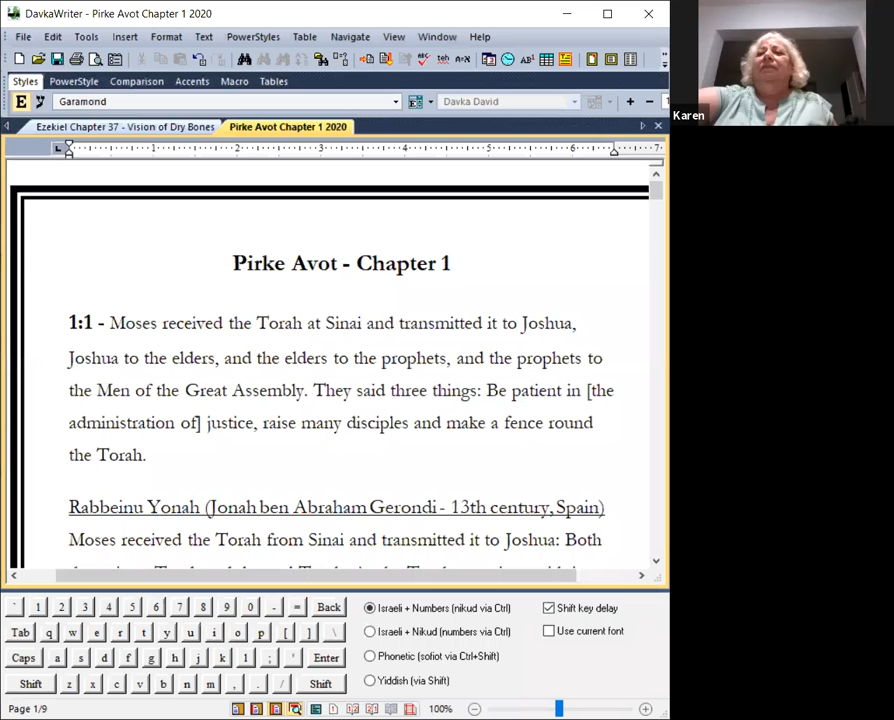 DavkaWriter - Pirke Avot Chapter 1 2020
File Edit Tools Insert Format Text PowerStyles Table Navigate View Window Help
Styles PowerStyle Comparison Accents Macro Tables
E Garamond Davka David
Ezekiel Chapter 37 - Vision of Dry Bones Pirke Avot Chapter 1 2020
1 2 3 4 5 6 7
Pirke Avot - Chapter 1
1:1 - Moses received the Torah at Sinai and transmitted it to Joshua,
Joshua to the elders, and the elders to the prophets, and the prophets to
the Men of the Great Assembly. They said three things: Be patient in [the
administration of] justice, raise many disciples and make a fence round
the Torah.
Rabbeinu Yonah (Jonah ben Abraham Gerondi - 13th century, Spain)
Moses received the Torah from Sinai and transmitted it to Joshua: Both
` 1 2 3 4 5 6 7 8 9 0 - = Back
Tab q w e r t y u i o p [ ] \
Caps a s d f g h j k l ; ' Enter
Shift z x c v b n m , . / Shift
Israeli + Numbers (nikud via Ctrl)
Israeli + Nikud (numbers via Ctrl)
Phonetic (sofiot via Ctrl+Shift)
Yiddish (via Shift)
Shift key delay
Use current font
Page 1/9 100%
Karen